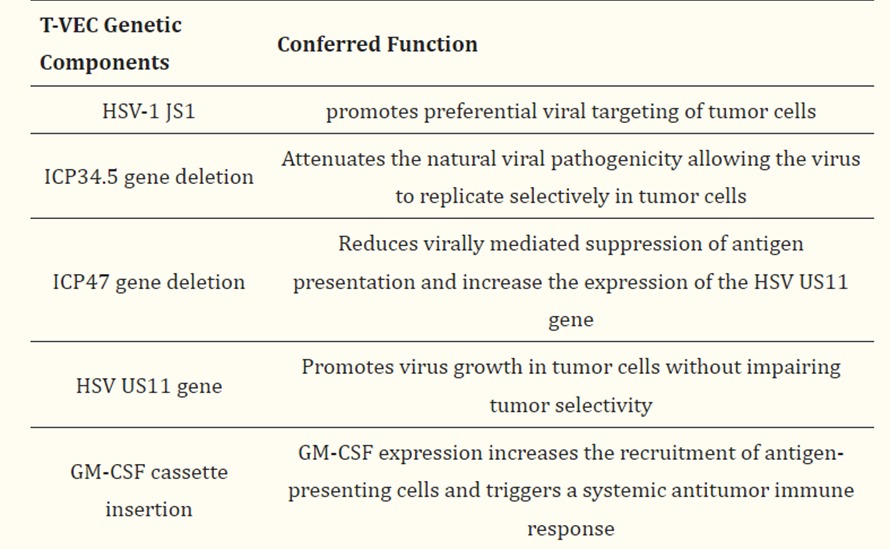 T-VEC Genetic
Components
Conferred Function
HSV-1 JS1
promotes preferential viral targeting of tumor cells
ICP34.5 gene deletion
Attenuates the natural viral pathogenicity allowing the virus
to replicate selectively in tumor cells
ICP47 gene deletion
Reduces virally mediated suppression of antigen
presentation and increase the expression of the HSV US11
gene
HSV US11 gene
Promotes virus growth in tumor cells without impairing
tumor selectivity
GM-CSF cassette
insertion
GM-CSF expression increases the recruitment of antigen-
presenting cells and triggers a systemic antitumor immune
response